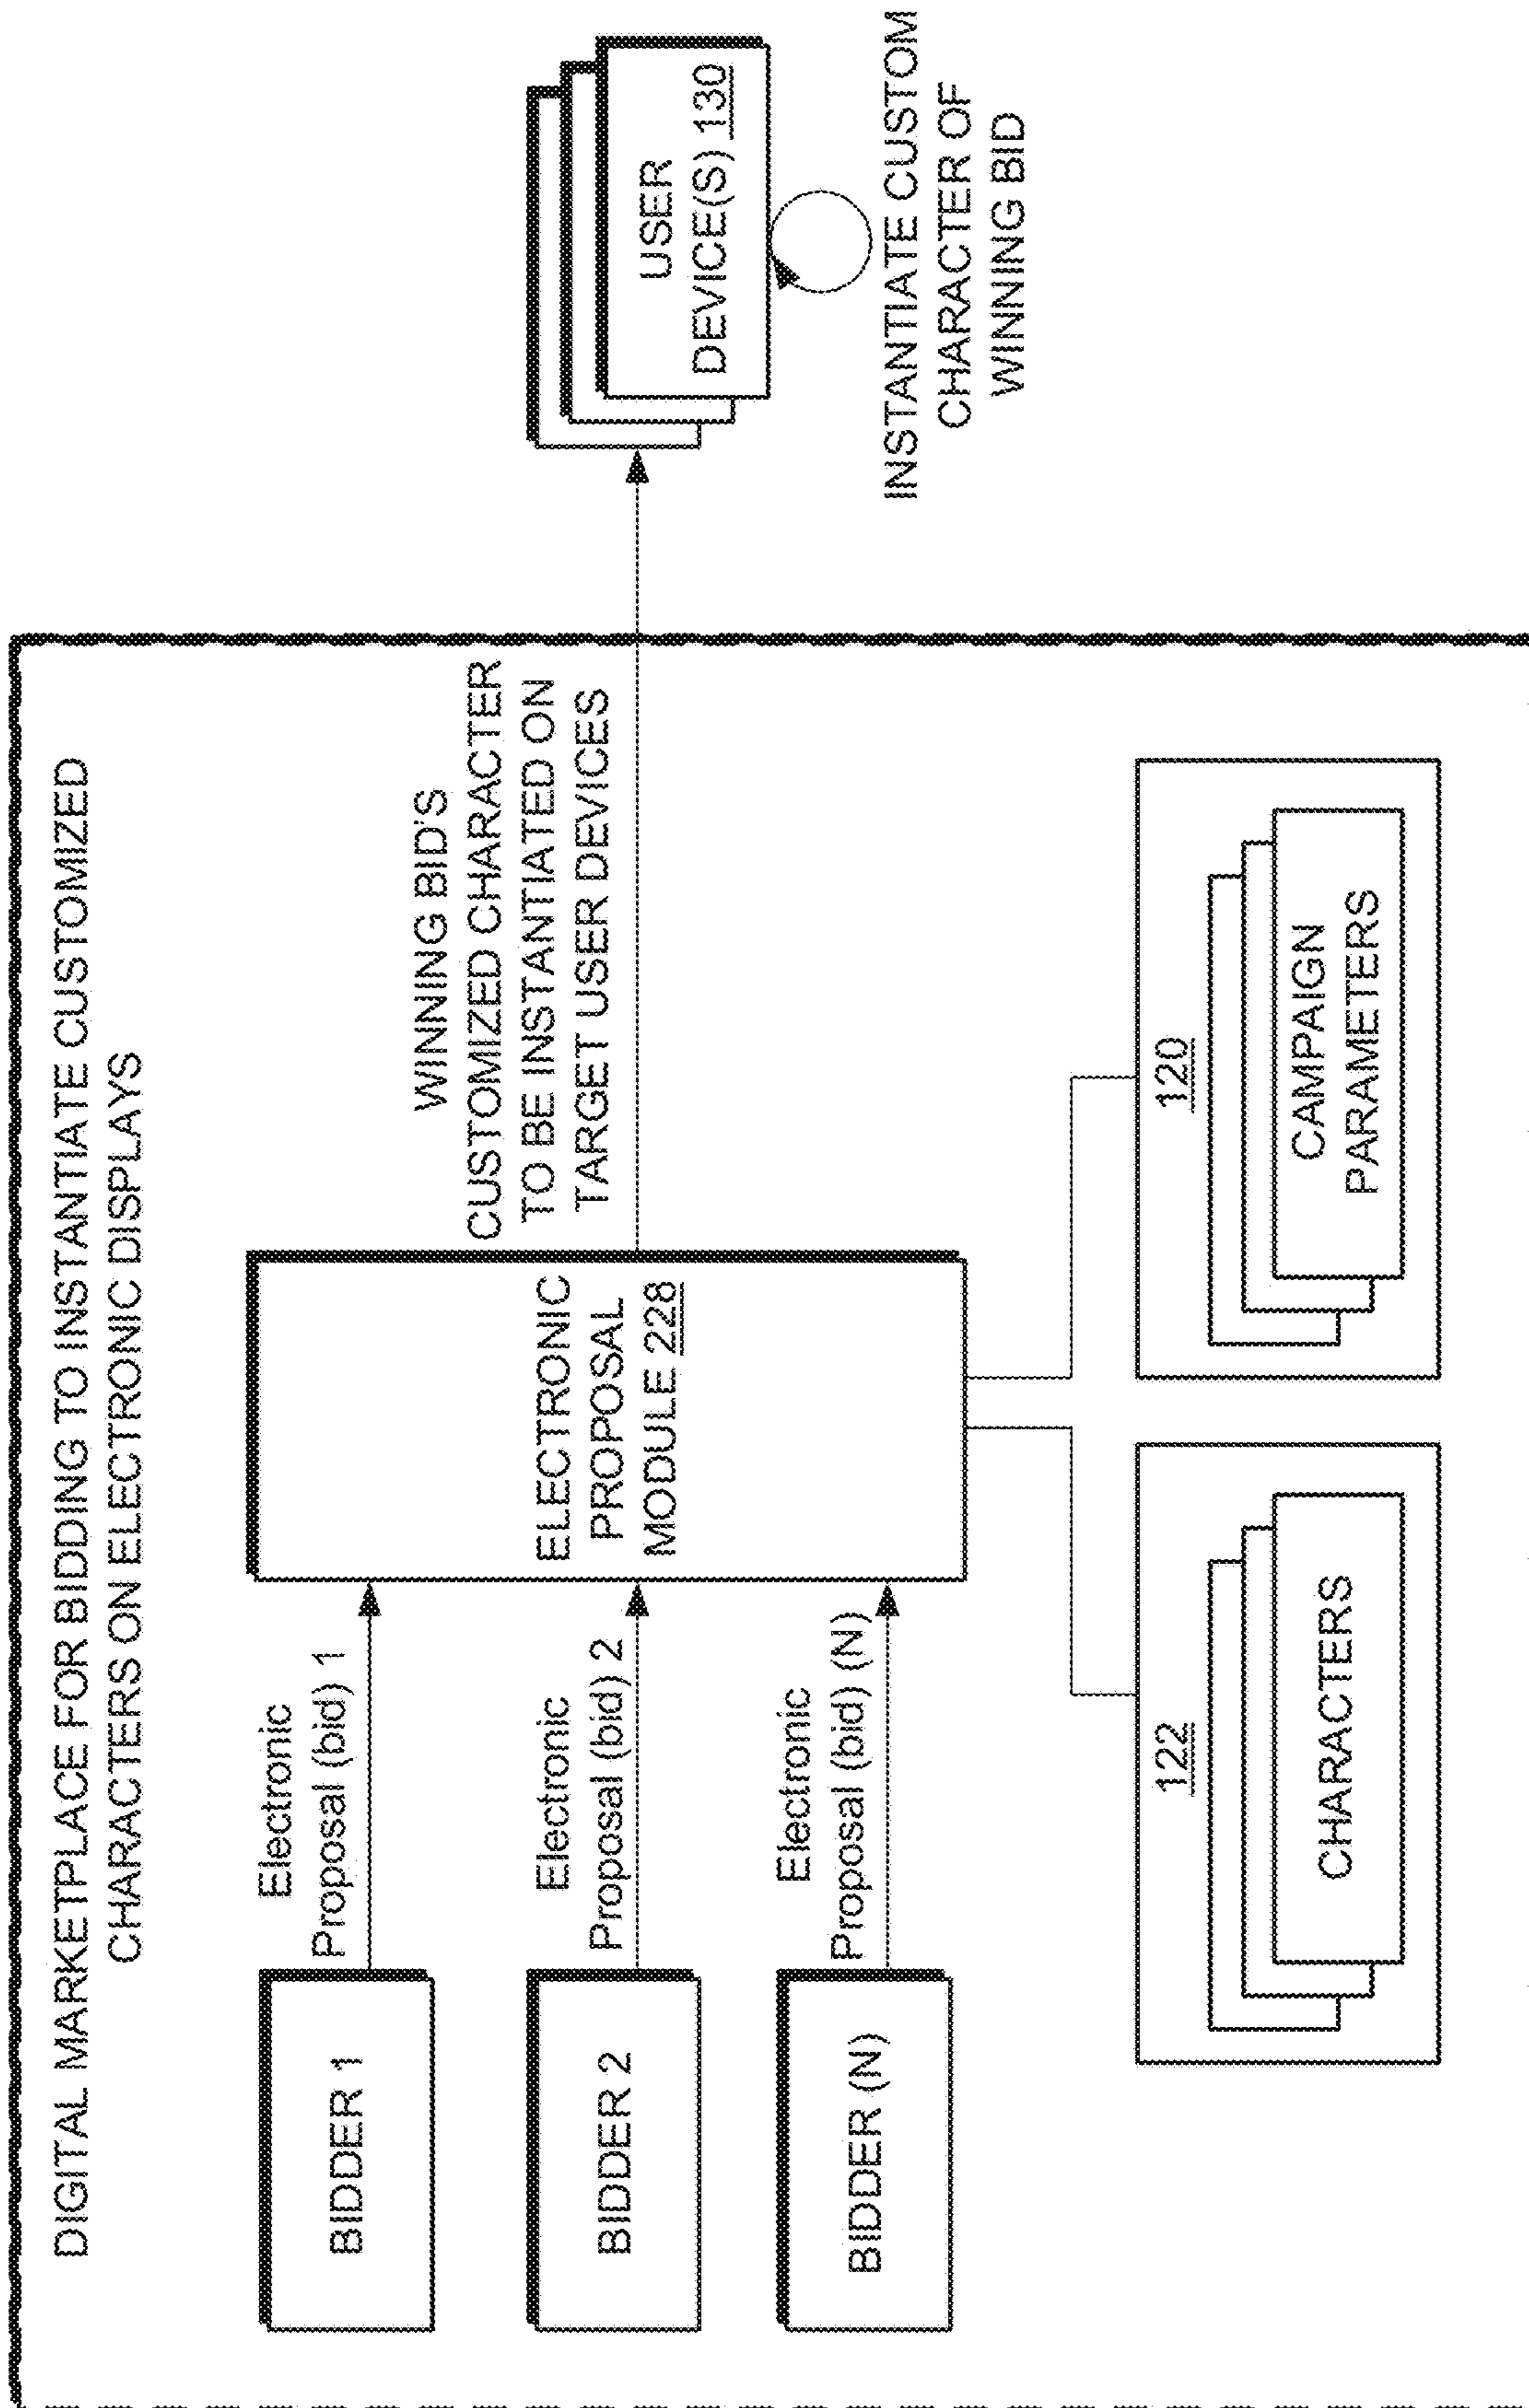 DIGITAL MARKETPLACE FOR BIDDING TO INSTANTIATE CUSTOMIZED
CHARACTERS ON ELECTRONIC DISPLAYS
BIDDER 1
Electronic
Proposal (bid) 1
BIDDER 2
Electronic
Proposal (bid) 2
BIDDER (N)
Electronic
Proposal (bid) (N)
ELECTRONIC
PROPOSAL
MODULE 228
WINNING BID'S
CUSTOMIZED CHARACTER
TO BE INSTANTIATED ON
TARGET USER DEVICES
USER
DEVICE(S) 130
INSTANTIATE CUSTOM
CHARACTER OF
WINNING BID
122
CHARACTERS
120
CAMPAIGN
PARAMETERS